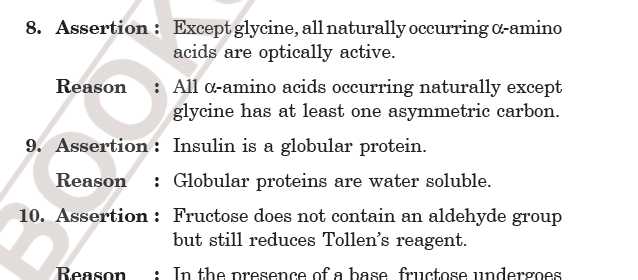 8. Assertion : Except glycine, all naturally occurring α-amino
acids are optically active.
Reason : All α-amino acids occurring naturally except
glycine has at least one asymmetric carbon.
9. Assertion : Insulin is a globular protein.
Reason : Globular proteins are water soluble.
10. Assertion : Fructose does not contain an aldehyde group
but still reduces Tollen's reagent.
Reason : In the presence of a base, fructose undergoes
BOOK